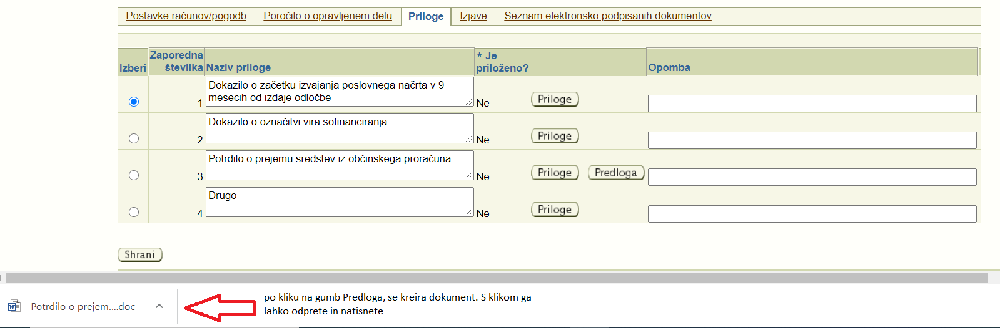 Postavke računov/pogodb Poročilo o opravljenem delu Priloge Izjave Seznam elektronsko podpisanih dokumentov
Izberi Zaporedna številka Naziv priloge * Je priloženo? Opomba
Dokazilo o začetku izvajanja poslovnega načrta v 9
mesecih od izdaje odločbe
1 Ne Priloge
Dokazilo o označitvi vira sofinanciranja
2 Ne Priloge
Potrdilo o prejemu sredstev iz občinskega proračuna
3 Ne Priloge Predloga
Drugo
4 Ne Priloge
Shrani
po kliku na gumb Predloga, se kreira dokument. S klikom ga
lahko odprete in natisnete
Potrdilo o prejem....doc